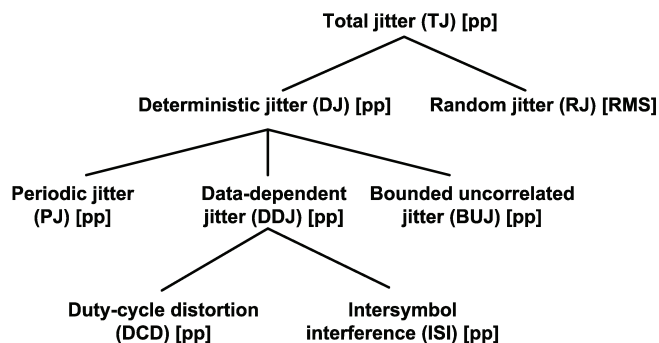 Total jitter (TJ) [pp]
Deterministic jitter (DJ) [pp]
Random jitter (RJ) [RMS]
Periodic jitter
(PJ) [pp]
Data-dependent
jitter (DDJ) [pp]
Bounded uncorrelated
jitter (BUJ) [pp]
Duty-cycle distortion
(DCD) [pp]
Intersymbol
interference (ISI) [pp]